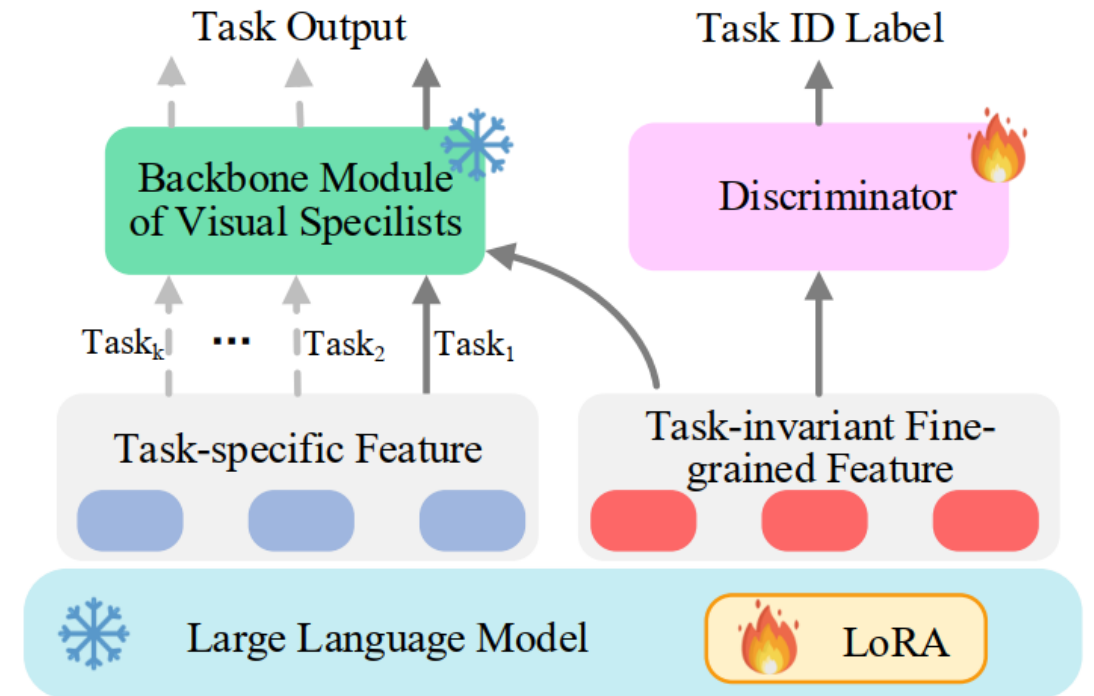 Task Output
Task ID Label
Backbone Module
of Visual Specilists
Discriminator
Taskk
...
Task2
Task1
Task-specific Feature
Task-invariant Fine-
grained Feature
Large Language Model
LoRA